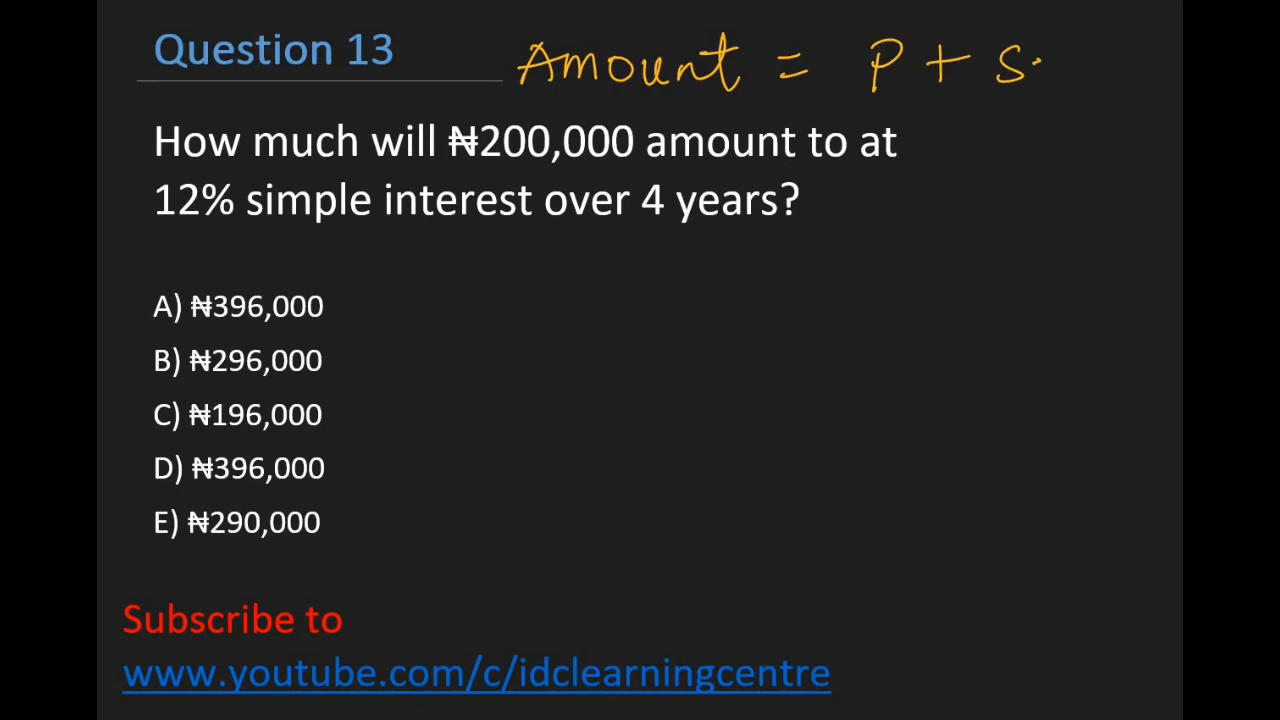 Question 13
Amount = P + S.
How much will ₦200,000 amount to at
12% simple interest over 4 years?
A) ₦396,000
B) ₦296,000
C) ₦196,000
D) ₦396,000
E) ₦290,000
Subscribe to
www.youtube.com/c/idclearningcentre